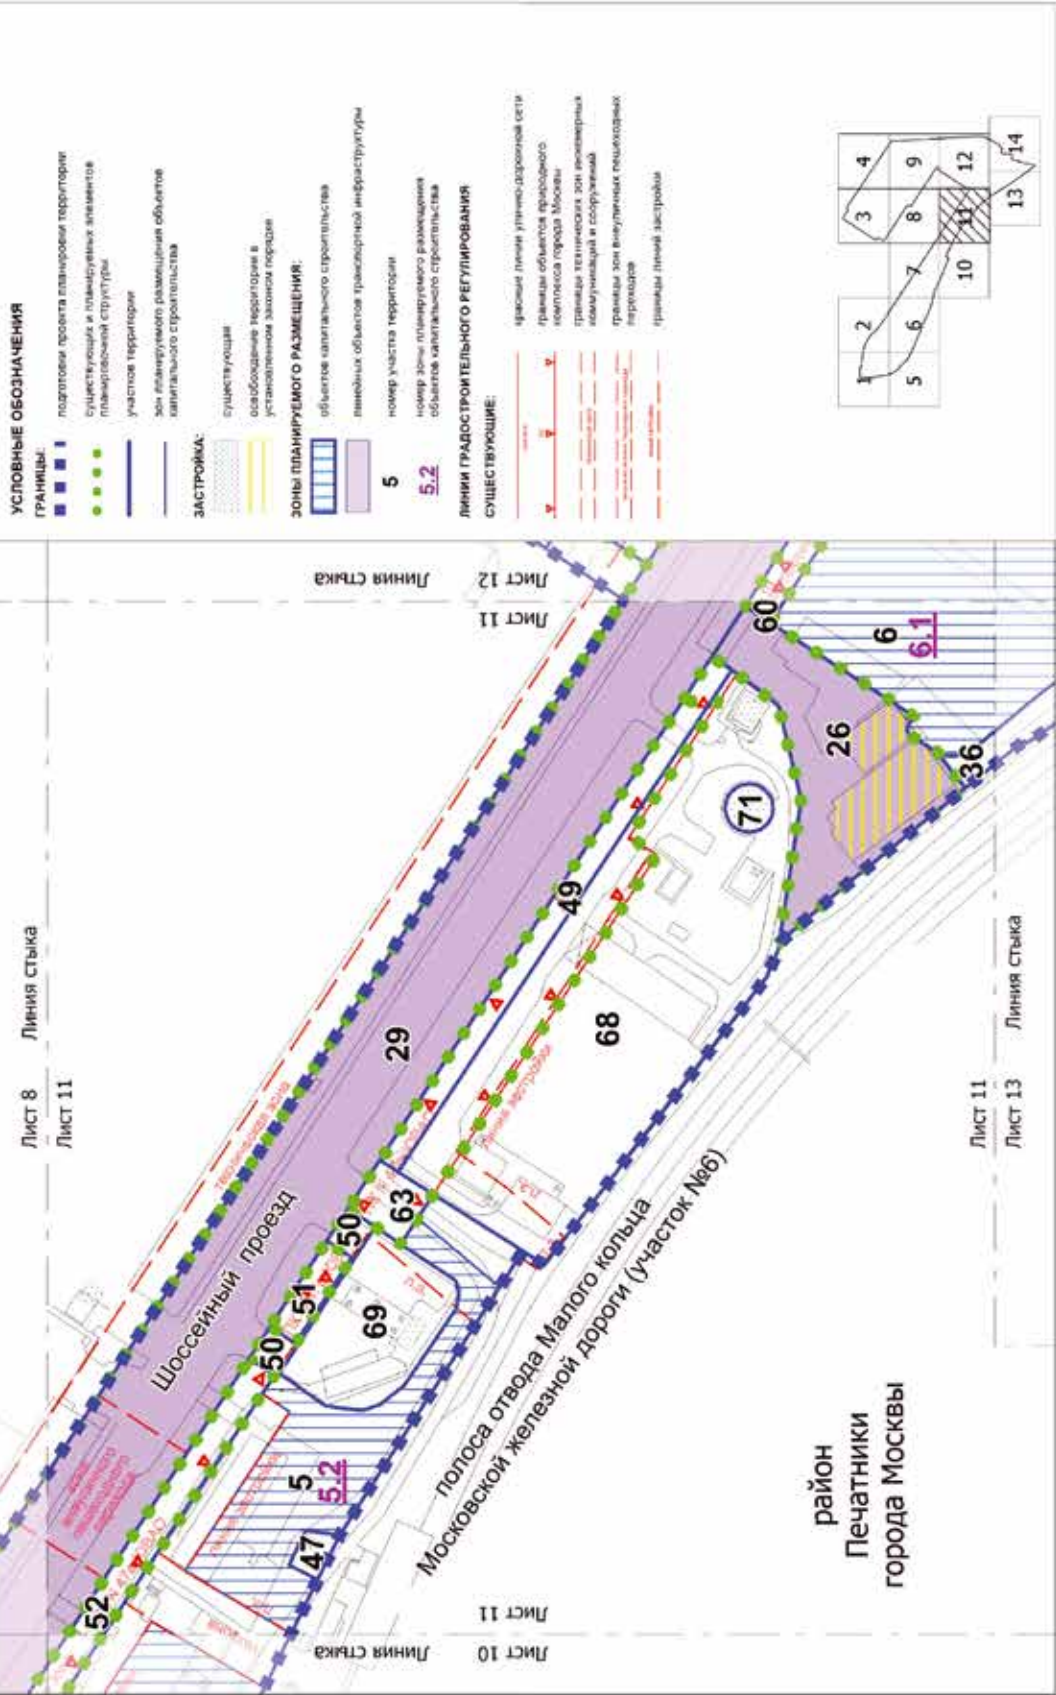 УСЛОВНЫЕ ОБОЗНАЧЕНИЯ
ГРАНИЦЫ:
подготовки проекта планировки территории
существующих и планируемых элементов
планировочной структуры
участков территории
зон планируемого размещения объектов
капитального строительства
ЗАСТРОЙКА:
существующая
освобождение территории в
установленном законом порядке
ЗОНЫ ПЛАНИРУЕМОГО РАЗМЕЩЕНИЯ:
объектов капитального строительства
линейных объектов транспортной инфраструктуры
5
номер участка территории
5.2
номер зоны планируемого размещения
объектов капитального строительства
ЛИНИИ ГРАДОСТРОИТЕЛЬНОГО РЕГУЛИРОВАНИЯ
СУЩЕСТВУЮЩИЕ:
красные линии улично-дорожной сети
границы объектов природного
комплекса города Москвы
границы технических зон инженерных
коммуникаций и сооружений
границы зон внеуличных пешеходных
переходов
границы линий застройки
1
2
3
4
5
6
7
8
9
10
11
12
13
14
Лист 8
Линия стыка
Лист 11
Лист 11
Лист 12
Линия стыка
Лист 10
Лист 11
Линия стыка
Лист 11
Лист 13
Линия стыка
техническая зона
Шоссейный проезд
29
49
60
6
6.1
26
36
71
68
линия застройки
63
50
51
50
69
52
5
5.2
47
полоса отвода Малого кольца
Московской железной дороги (участок №6)
район
Печатники
города Москвы